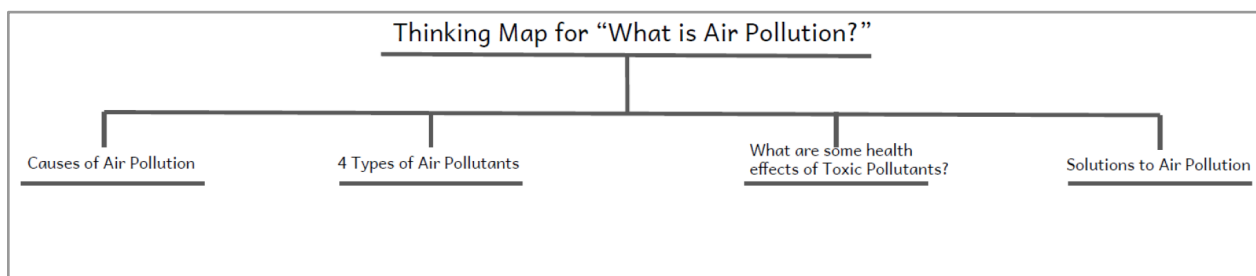 Thinking Map for “What is Air Pollution?”
Causes of Air Pollution
4 Types of Air Pollutants
What are some health
effects of Toxic Pollutants?
Solutions to Air Pollution